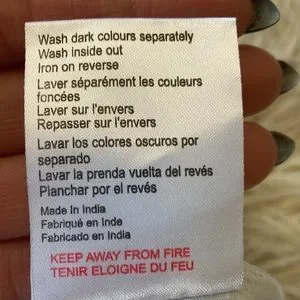 Wash dark colours separately
Wash inside out
Iron on reverse
Laver séparément les couleurs
foncées
Laver sur l'envers
Repasser sur l'envers
Lavar los colores oscuros por
separado
Lavar la prenda vuelta del revés
Planchar por el revés
Made in India
Fabriqué en Inde
Fabricado en India
KEEP AWAY FROM FIRE
TENIR ELOIGNE DU FEU